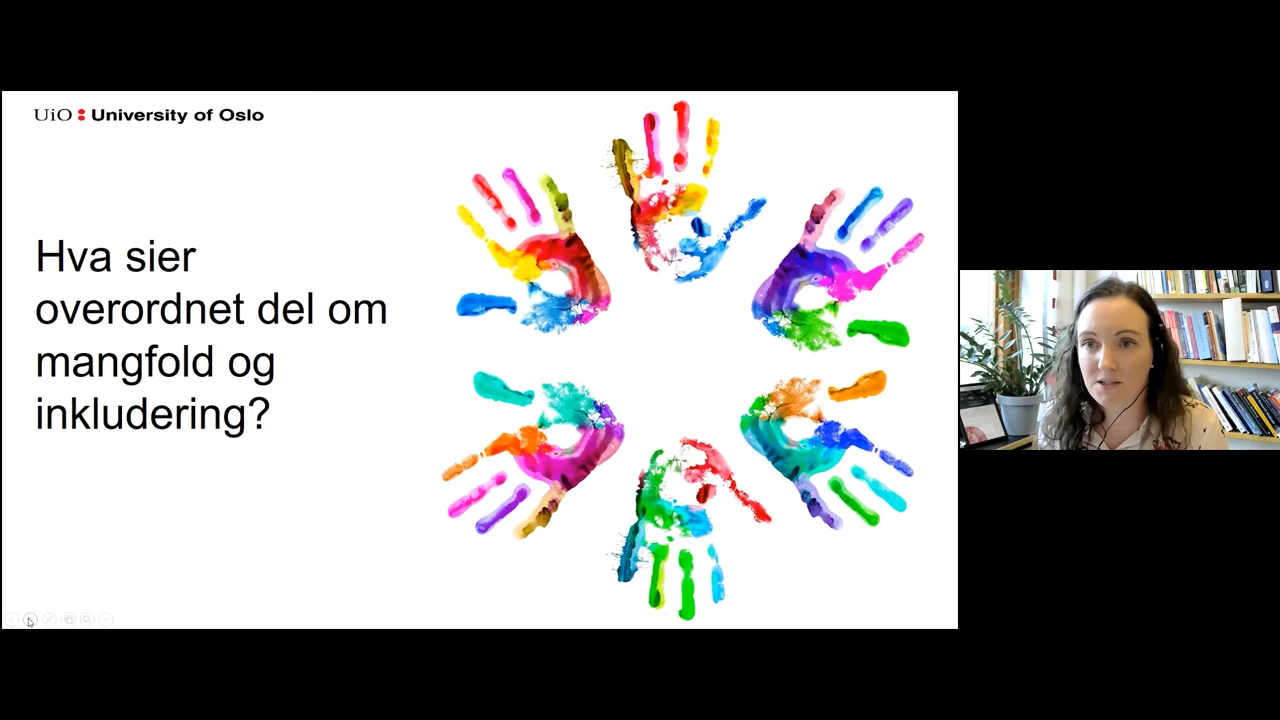 UiO University of Oslo
Hva sier
overordnet del om
mangfold og
inkludering?